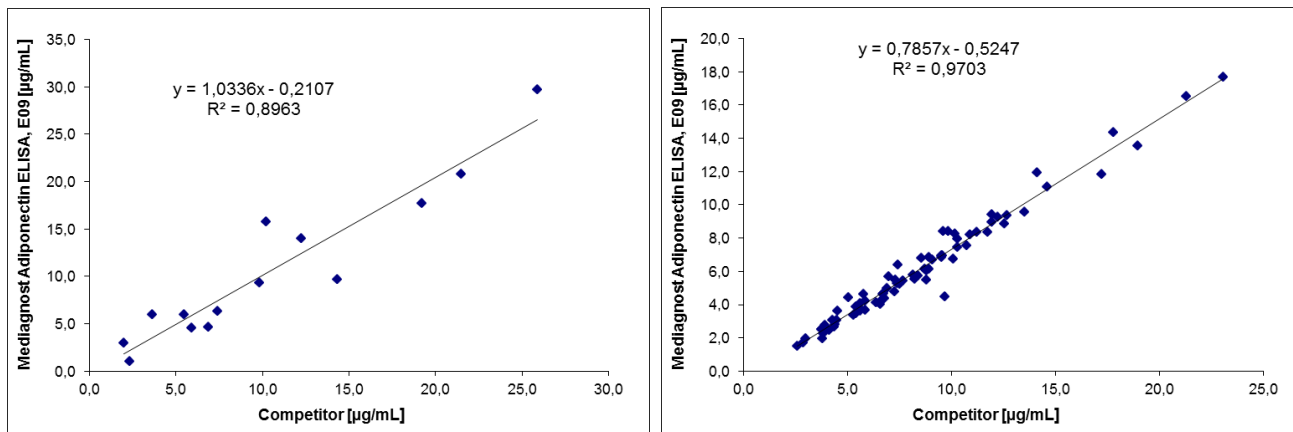 Mediagnost Adiponectin ELISA, E09 [µg/mL]
35,0
30,0
25,0
20,0
15,0
10,0
5,0
0,0
y = 1,0336x - 0,2107
R² = 0,8963
0,0 5,0 10,0 15,0 20,0 25,0 30,0
Competitor [µg/mL]
Mediagnost Adiponectin ELISA, E09 [µg/mL]
20,0
18,0
16,0
14,0
12,0
10,0
8,0
6,0
4,0
2,0
0,0
y = 0,7857x - 0,5247
R² = 0,9703
0,0 5,0 10,0 15,0 20,0 25,0
Competitor [µg/mL]